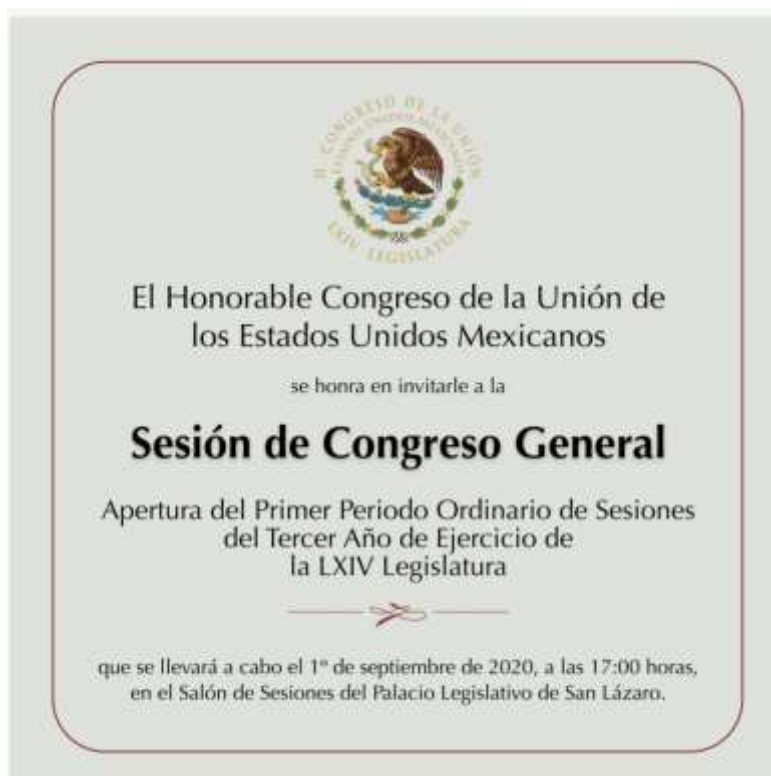 H. CONGRESO DE LA UNIÓN
ESTADOS UNIDOS MEXICANOS
LXIV LEGISLATURA
El Honorable Congreso de la Unión de
los Estados Unidos Mexicanos
se honra en invitarle a la
Sesión de Congreso General
Apertura del Primer Periodo Ordinario de Sesiones
del Tercer Año de Ejercicio de
la LXIV Legislatura
que se llevará a cabo el 1º de septiembre de 2020, a las 17:00 horas,
en el Salón de Sesiones del Palacio Legislativo de San Lázaro.